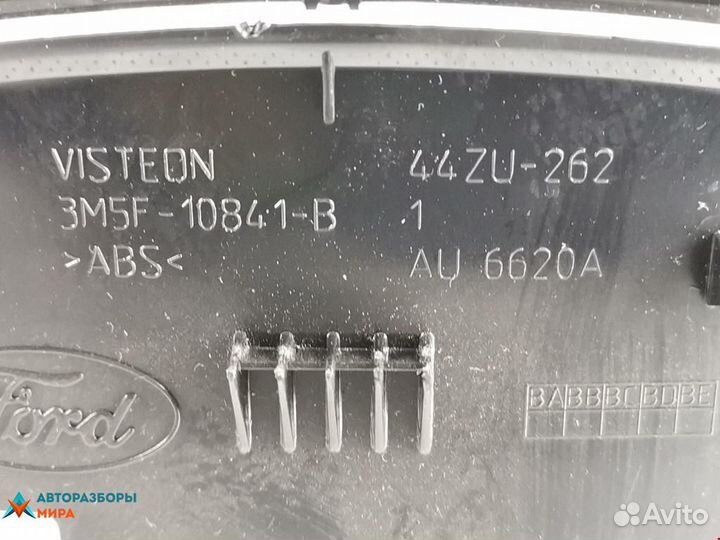 VISTEON
3M5F-10841-B
>ABS<
44ZU-262
1
AU 6620A
Ford
BA BB BC BD BE
АВТОРАЗБОРЫ
МИРА
Avito